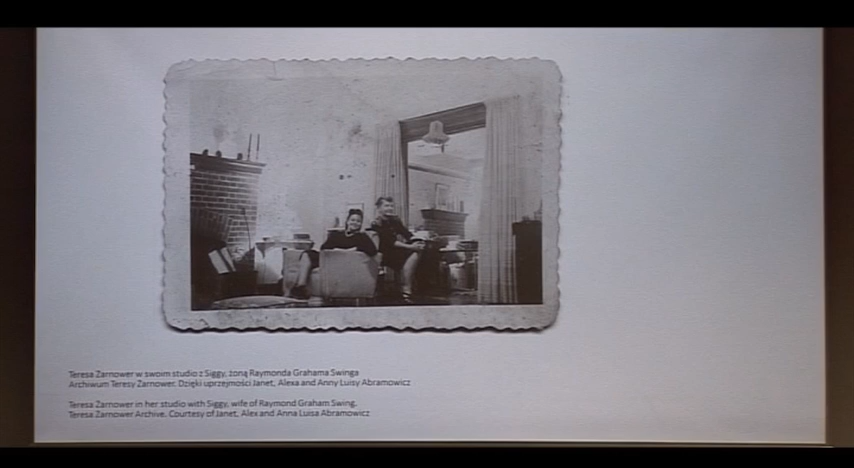 Teresa Żarnower w swoim studio z Siggy, żoną Raymonda Grahama Swinga
Archiwum Teresy Żarnower. Dzięki uprzejmości Janet, Alexa and Anny Luisy Abramowicz
Teresa Żarnower in her studio with Siggy, wife of Raymond Graham Swing.
Teresa Żarnower Archive. Courtesy of Janet, Alex and Anna Luisa Abramowicz